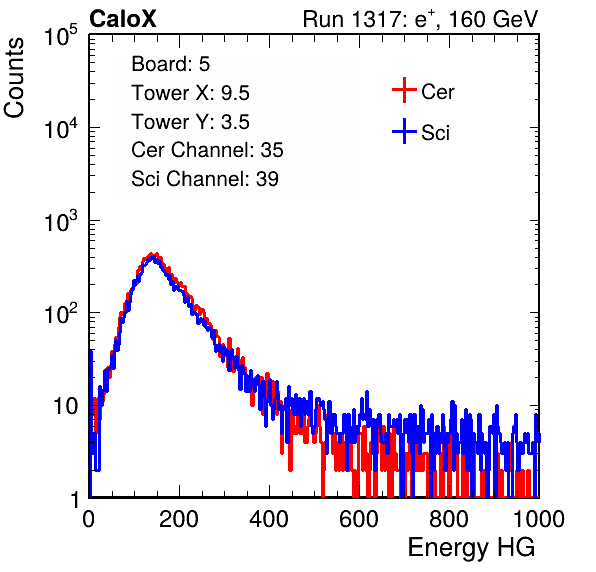 CaloX Run 1317: e⁺, 160 GeV
Counts
Board: 5
Tower X: 9.5
Tower Y: 3.5
Cer Channel: 35
Sci Channel: 39
Cer
Sci
10⁵
10⁴
10³
10²
10
1
0 200 400 600 800 1000
Energy HG